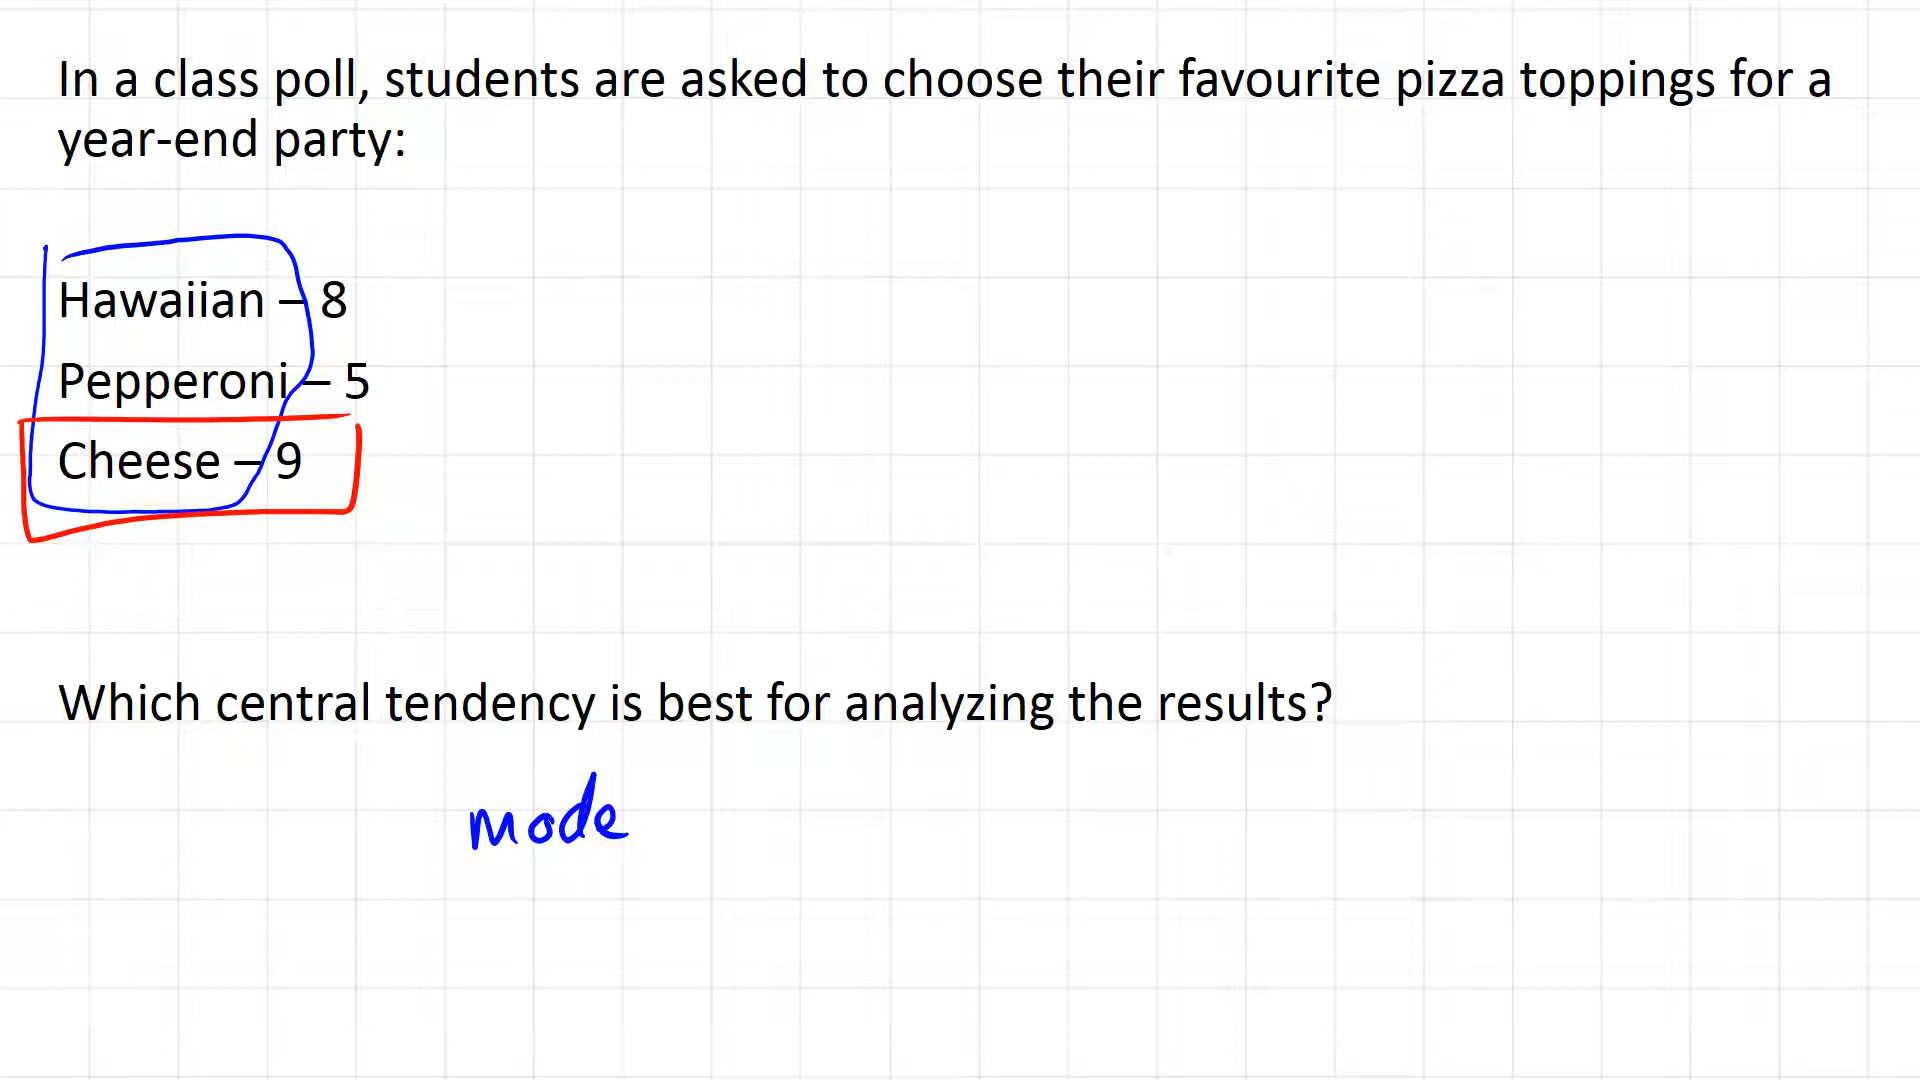 In a class poll, students are asked to choose their favourite pizza toppings for a
year-end party:
Hawaiian – 8
Pepperoni – 5
Cheese – 9
Which central tendency is best for analyzing the results?
mode